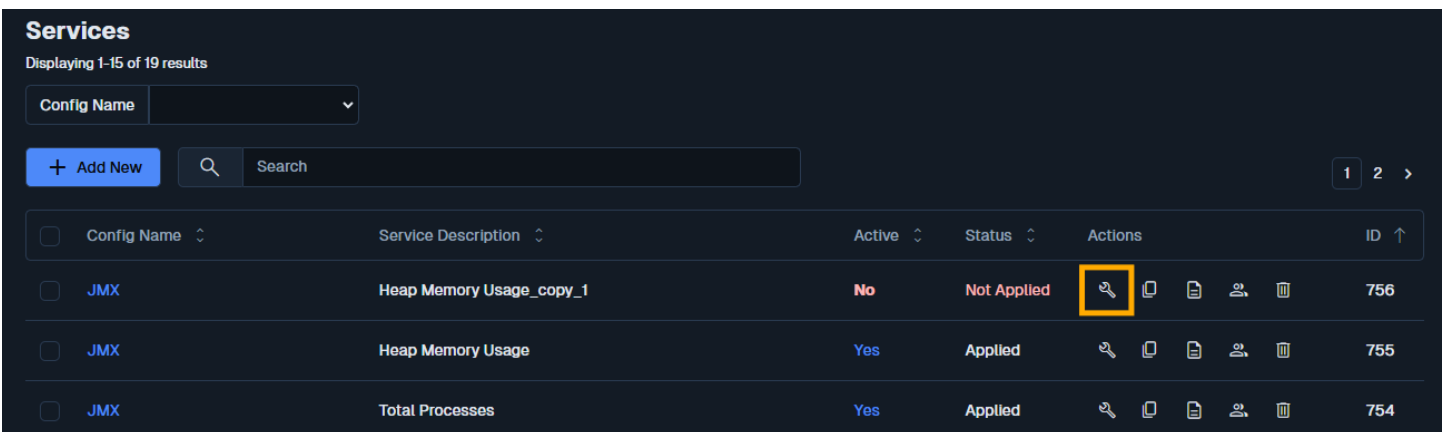 Services
Displaying 1-15 of 19 results
Config Name
Add New Search 1 2
Config Name Service Description Active Status Actions ID
JMX Heap Memory Usage_copy_1 No Not Applied 756
JMX Heap Memory Usage Yes Applied 755
JMX Total Processes Yes Applied 754